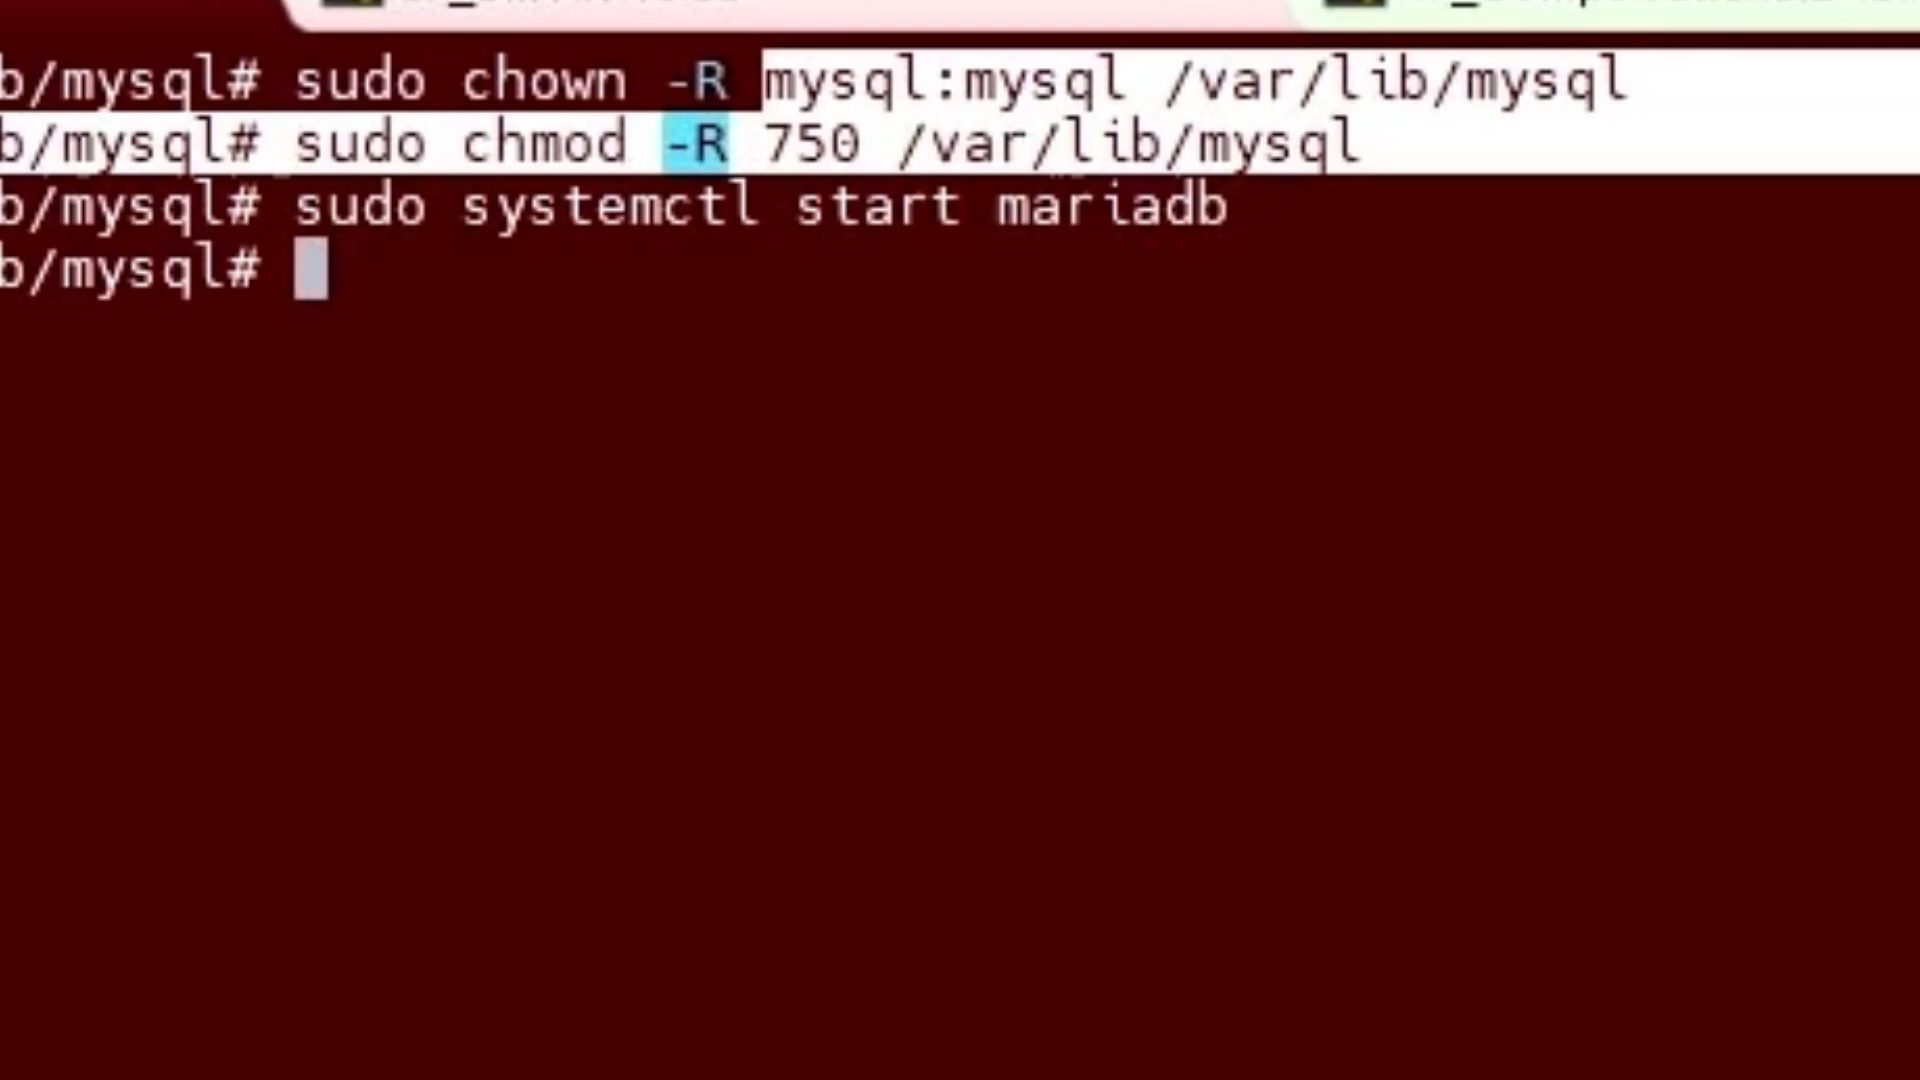 b/mysql# sudo chown -R mysql:mysql /var/lib/mysql
b/mysql# sudo chmod -R 750 /var/lib/mysql
b/mysql# sudo systemctl start mariadb
b/mysql#